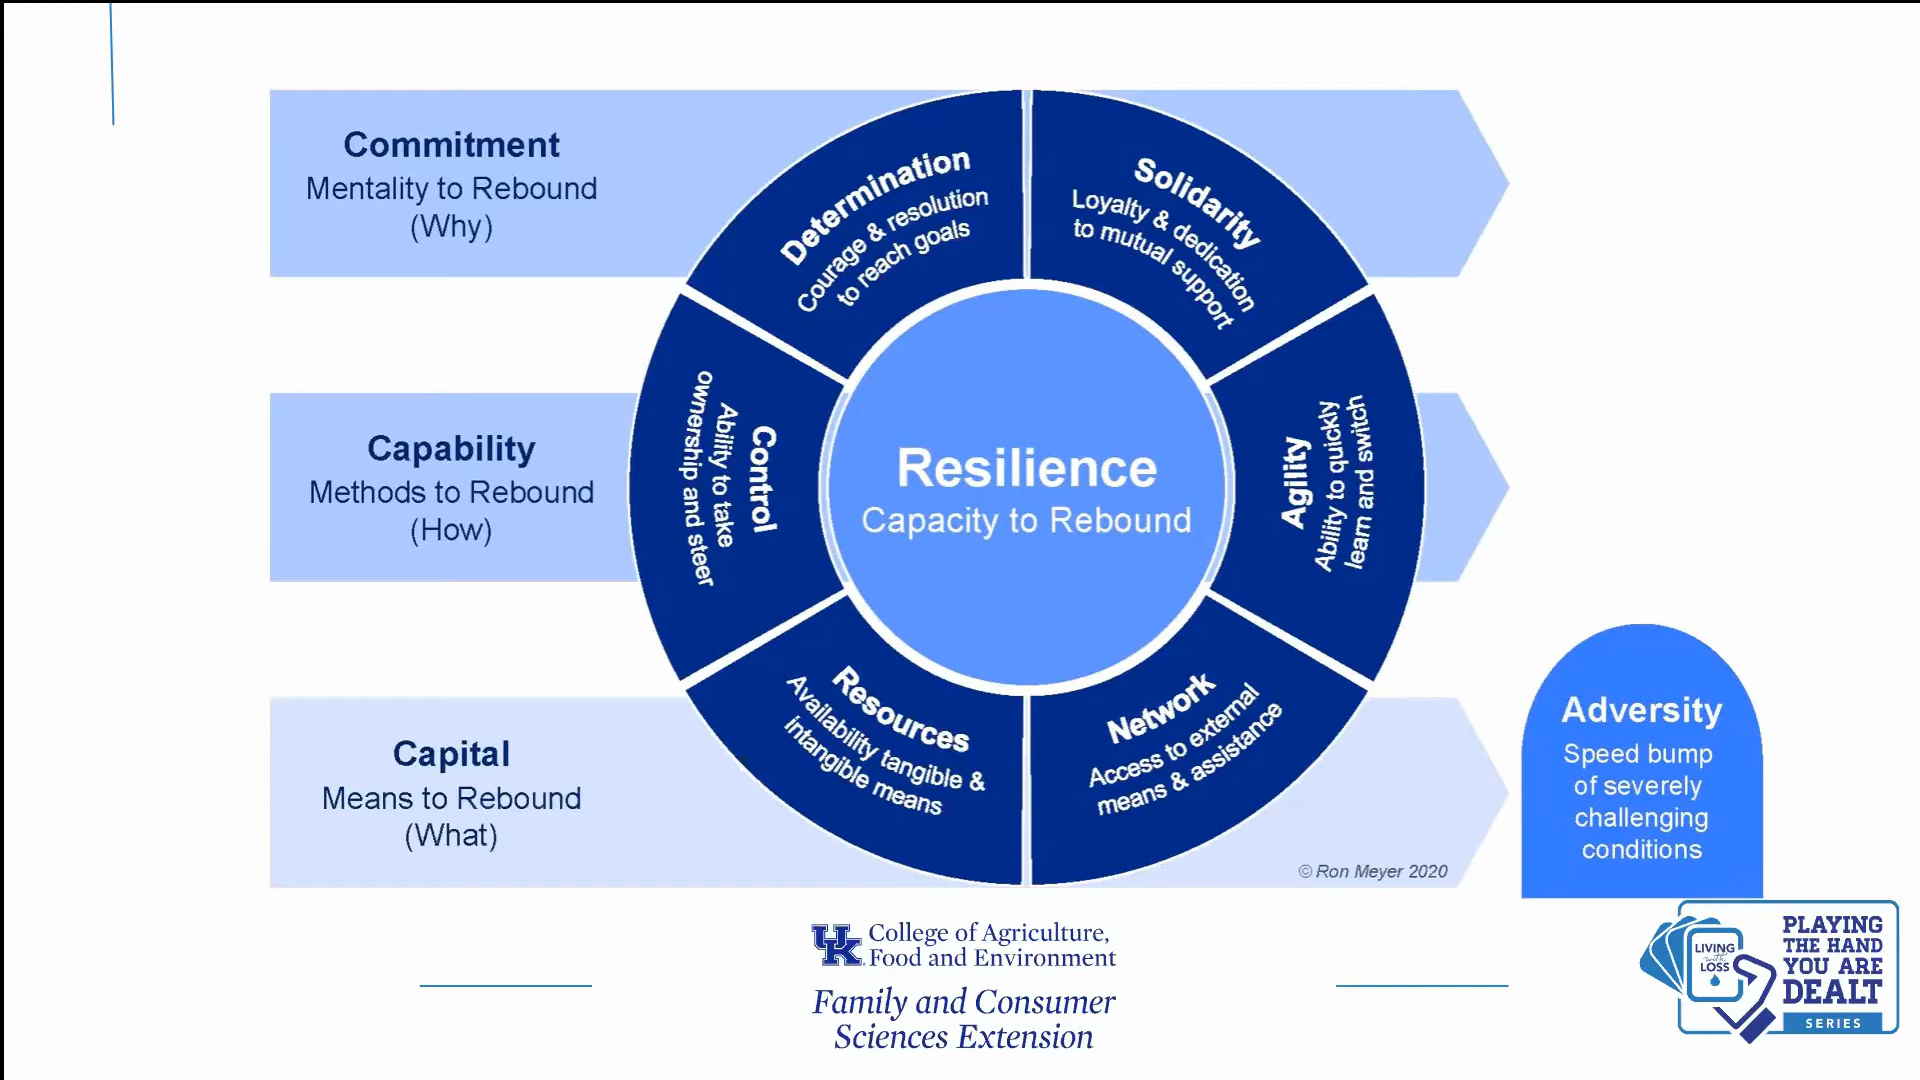 Commitment
Mentality to Rebound
(Why)
Determination
Courage & resolution
to reach goals
Solidarity
Loyalty & dedication
to mutual support
Capability
Methods to Rebound
(How)
Control
Ability to take
ownership and steer
Resilience
Capacity to Rebound
Agility
Ability to quickly
learn and switch
Capital
Means to Rebound
(What)
Resources
Availability tangible &
intangible means
Network
Access to external
means & assistance
© Ron Meyer 2020
Adversity
Speed bump
of severely
challenging
conditions
UK College of Agriculture,
Food and Environment
Family and Consumer
Sciences Extension
LIVING
with
LOSS
PLAYING
THE HAND
YOU ARE
DEALT
SERIES